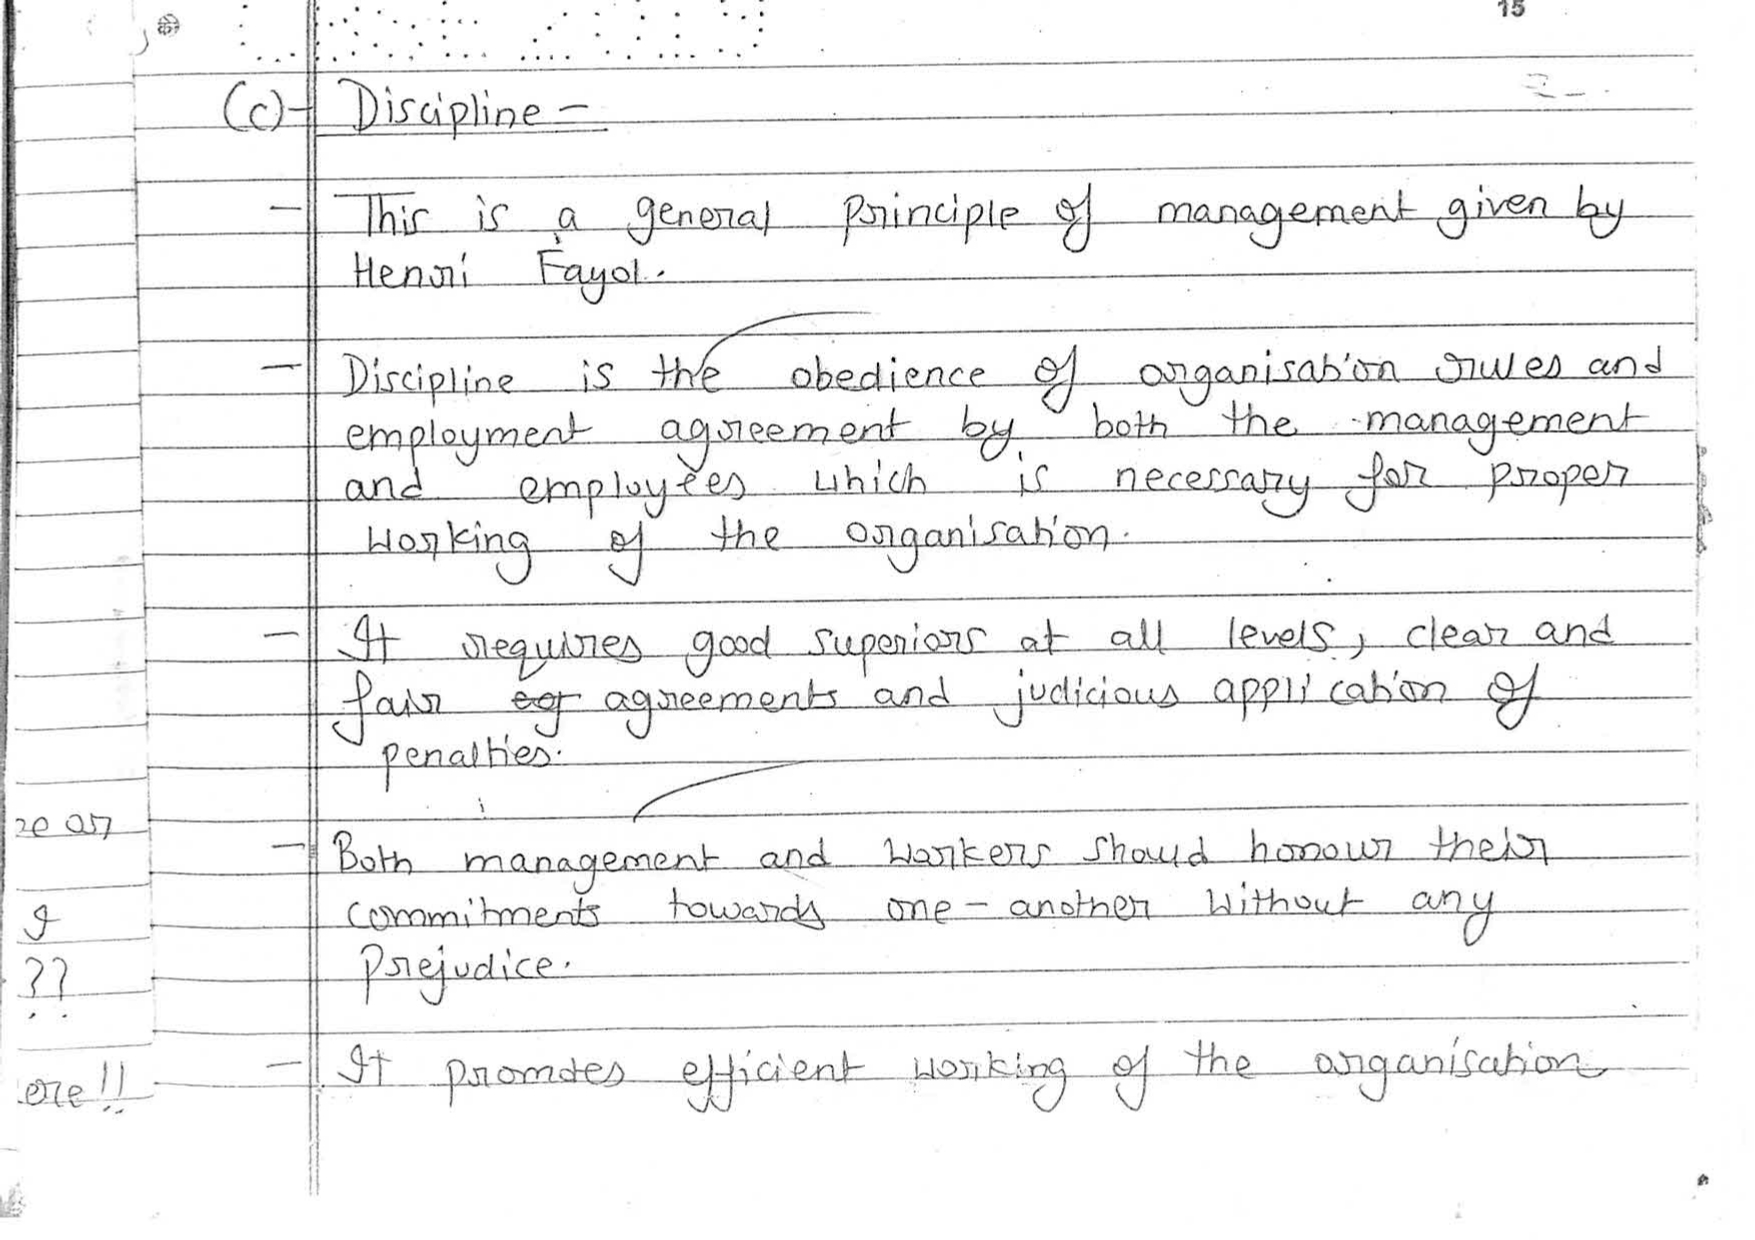 15
(c)- Discipline -
- This is a general principle of management given by
Henri Fayol.
- Discipline is the obedience of organisation rules and
employment agreement by both the management
and employees which is necessary for proper
working of the organisation.
- It requires good superiors at all levels, clear and
fair agreements and judicious application of
penalties.
- Both management and workers should honour their
commitments towards one-another without any
prejudice.
- It promotes efficient working of the organisation
??
ere!!